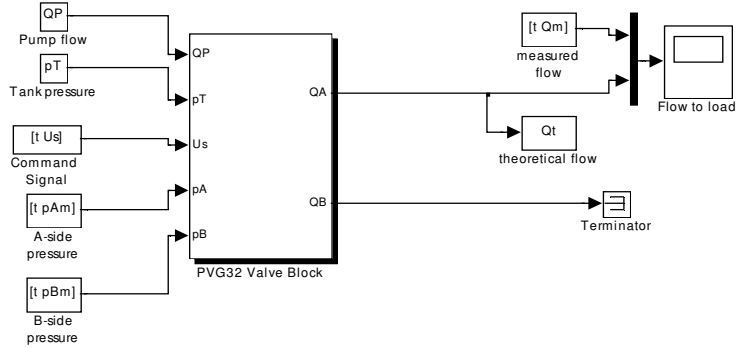 QP
Pump flow
pT
Tank pressure
[t Us]
Command
Signal
[t pAm]
A-side
pressure
[t pBm]
B-side
pressure
QP
pT
Us
pA
pB
QA
QB
PVG32 Valve Block
[t Qm]
measured
flow
Qt
theoretical flow
Flow to load
Terminator